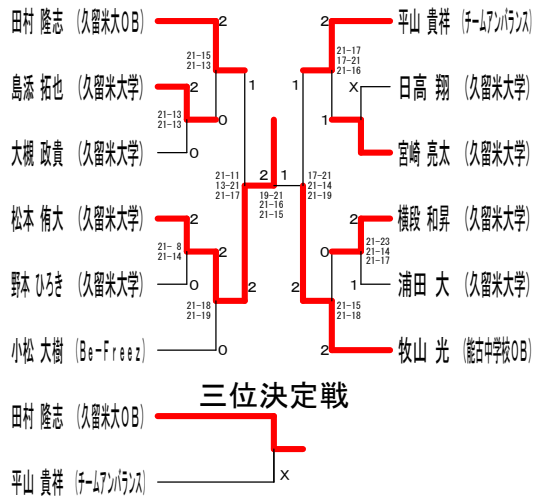 田村 隆志 (久留米大OB)
2
21-15
21-13
島添 拓也 (久留米大学)
2
21-13
21-13
0
大槻 政貴 (久留米大学)
0
1
21-11
13-21
21-17
松本 侑大 (久留米大学)
2
21- 8
21-14
2
野本 ひろき (久留米大学)
0
21-18
21-19
2
小松 大樹 (Be-Freez)
0
2
19-21
21-16
21-15
1
2
平山 貴祥 (チームアンバランス)
21-17
17-21
21-16
1
X
日高 翔 (久留米大学)
1
宮崎 亮太 (久留米大学)
17-21
21-14
21-19
2
横段 和昇 (久留米大学)
0
21-23
21-14
21-17
1
浦田 大 (久留米大学)
2
21-15
21-18
2
牧山 光 (能古中学校OB)
三位決定戦
田村 隆志 (久留米大OB)
平山 貴祥 (チームアンバランス)
X